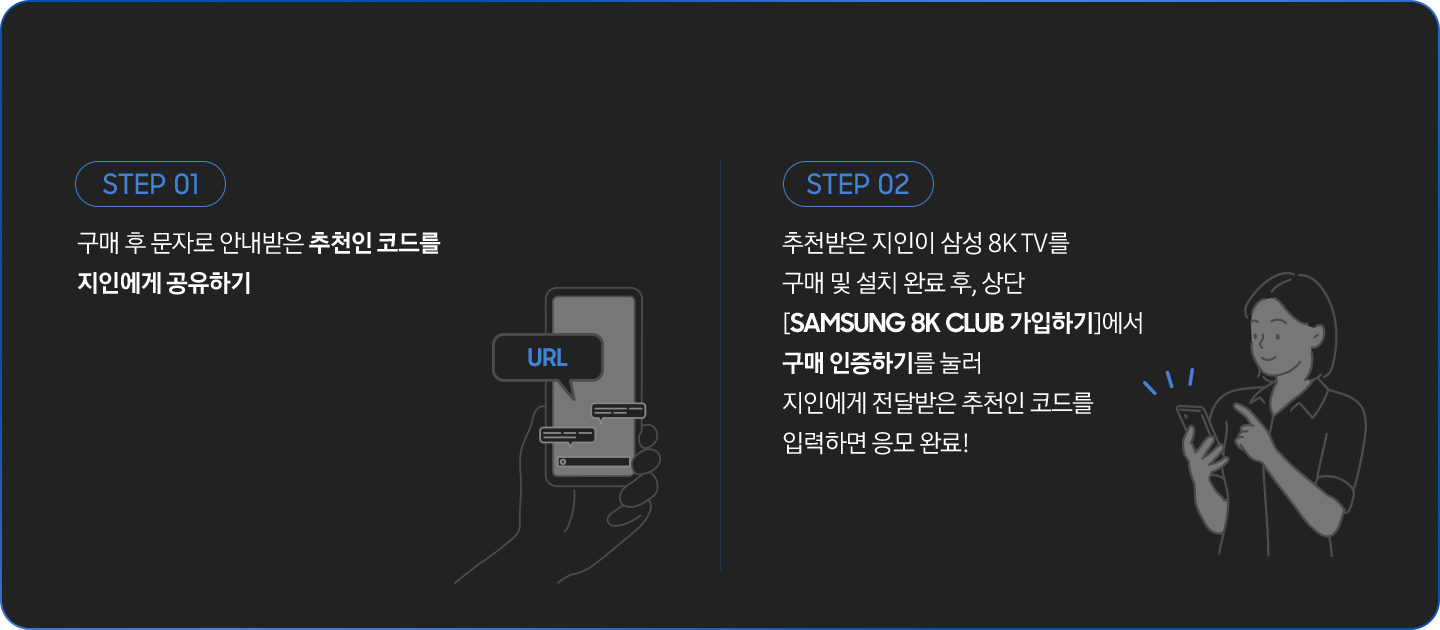 STEP 01
구매 후 문자로 안내받은 추천인 코드를
지인에게 공유하기
URL
STEP 02
추천받은 지인이 삼성 8K TV를
구매 및 설치 완료 후, 상단
[SAMSUNG 8K CLUB 가입하기]에서
구매 인증하기를 눌러
지인에게 전달받은 추천인 코드를
입력하면 응모 완료!